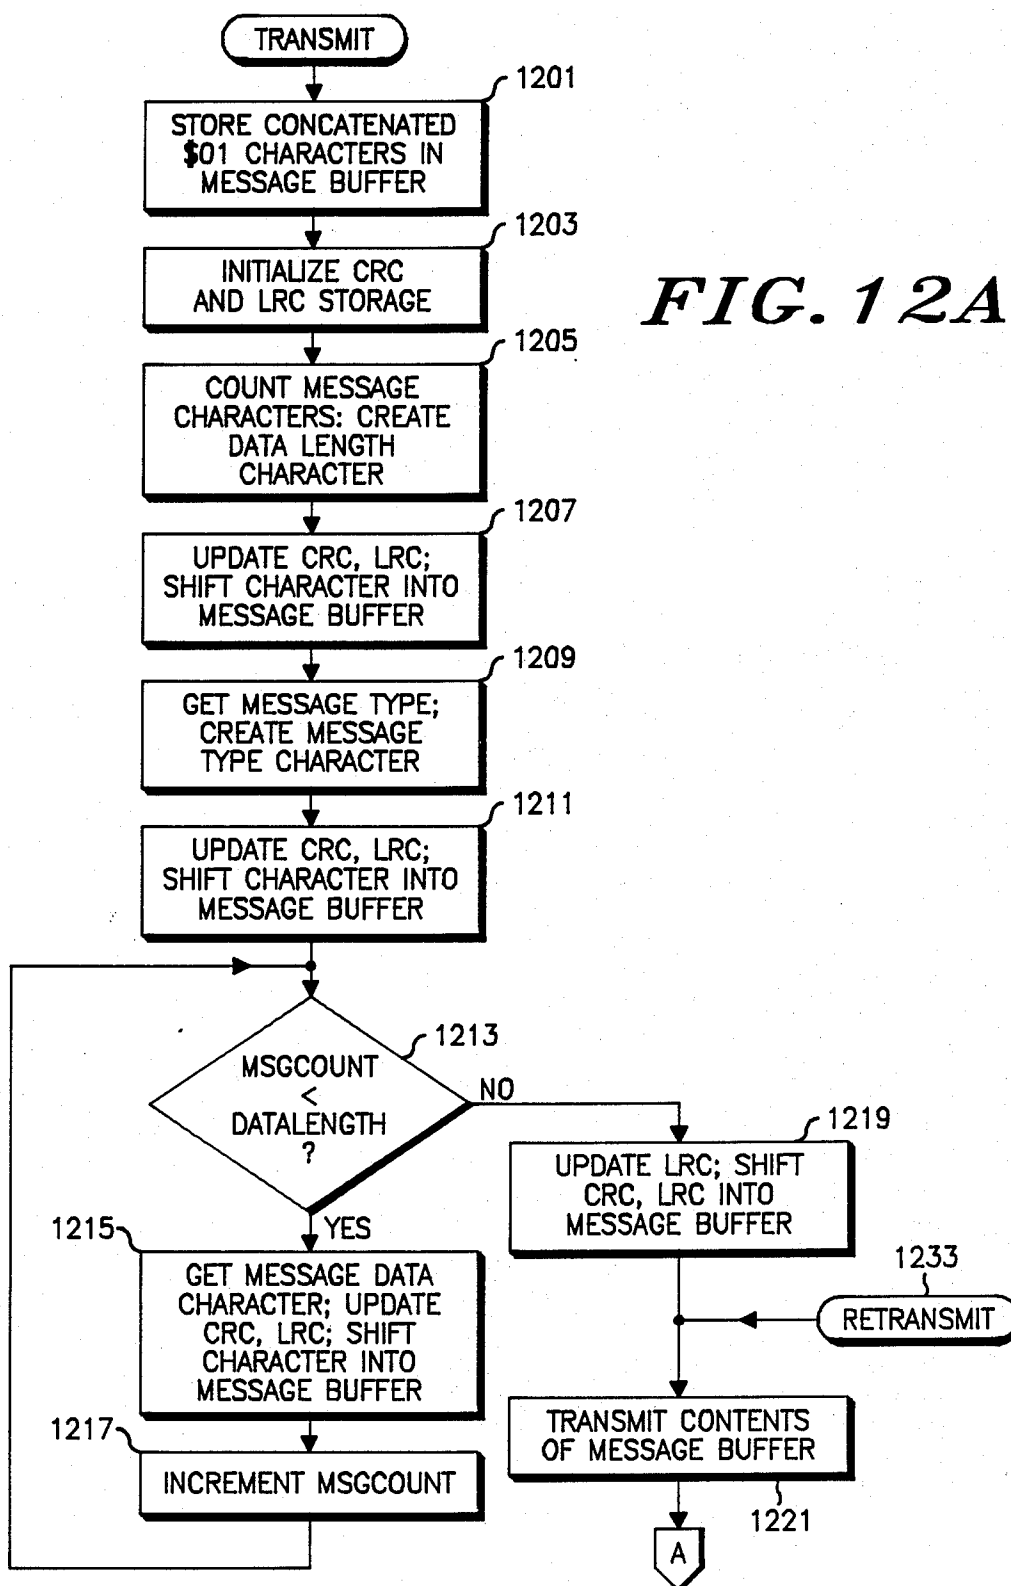 TRANSMIT
1201
STORE CONCATENATED
$01 CHARACTERS IN
MESSAGE BUFFER
1203
INITIALIZE CRC
AND LRC STORAGE
FIG. 12A
1205
COUNT MESSAGE
CHARACTERS: CREATE
DATA LENGTH
CHARACTER
1207
UPDATE CRC, LRC;
SHIFT CHARACTER INTO
MESSAGE BUFFER
1209
GET MESSAGE TYPE;
CREATE MESSAGE
TYPE CHARACTER
1211
UPDATE CRC, LRC;
SHIFT CHARACTER INTO
MESSAGE BUFFER
1213
MSGCOUNT
<
DATALENGTH
?
NO
YES
1215
GET MESSAGE DATA
CHARACTER; UPDATE
CRC, LRC; SHIFT
CHARACTER INTO
MESSAGE BUFFER
1217
INCREMENT MSGCOUNT
1219
UPDATE LRC; SHIFT
CRC, LRC INTO
MESSAGE BUFFER
1233
RETRANSMIT
TRANSMIT CONTENTS
OF MESSAGE BUFFER
1221
A